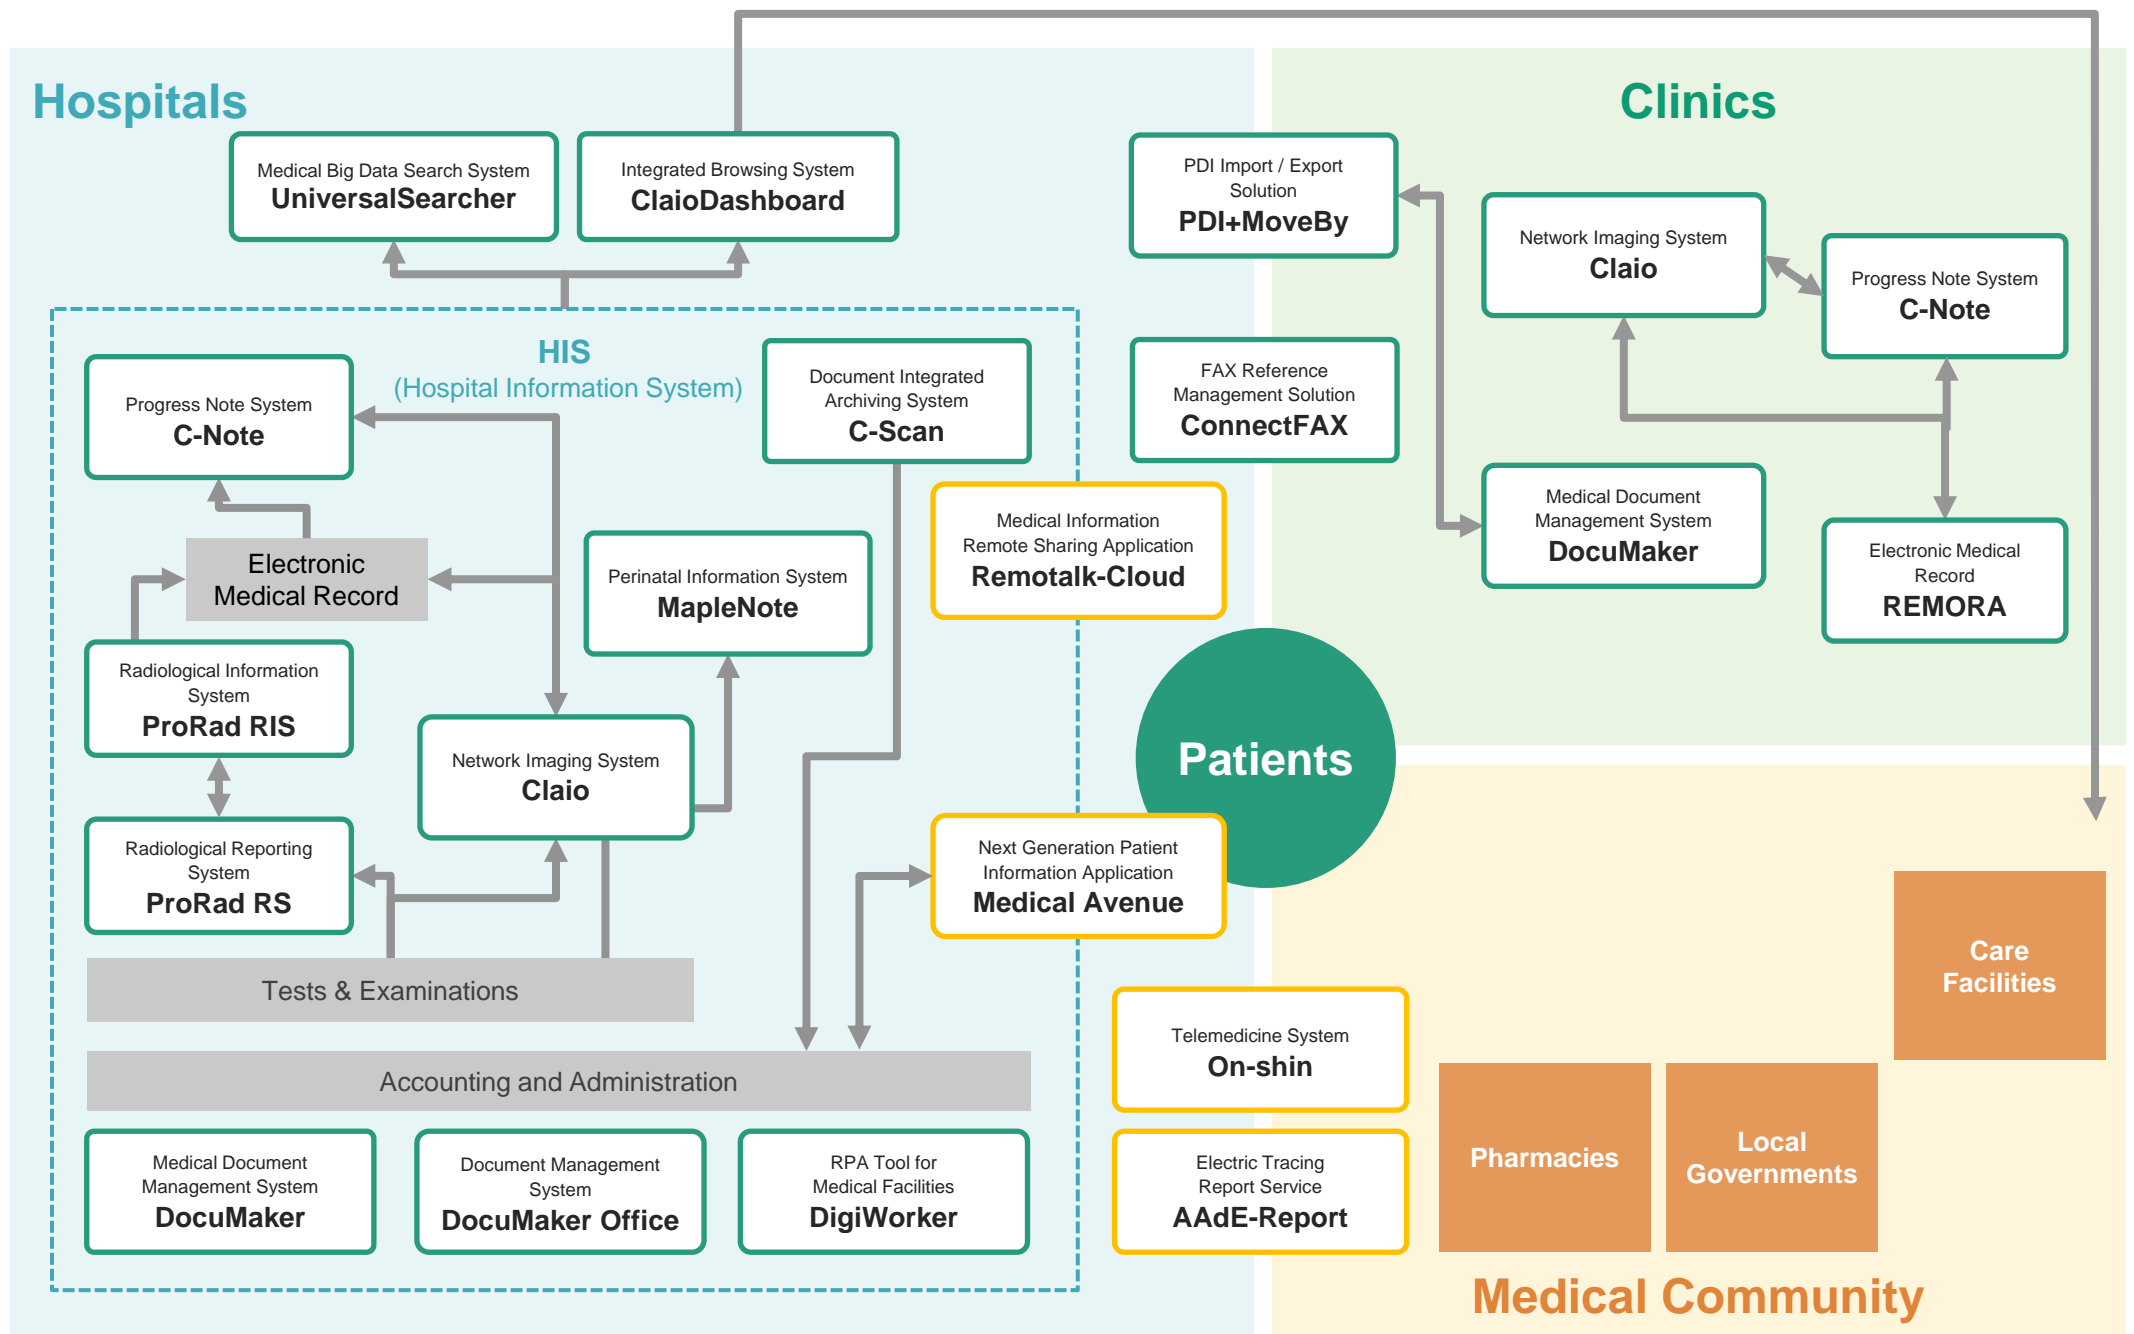 Hospitals
Clinics
Medical Big Data Search System
UniversalSearcher
Integrated Browsing System
ClaioDashboard
PDI Import / Export
Solution
PDI+MoveBy
Network Imaging System
Claio
Progress Note System
C-Note
HIS
(Hospital Information System)
Progress Note System
C-Note
Document Integrated
Archiving System
C-Scan
FAX Reference
Management Solution
ConnectFAX
Medical Document
Management System
DocuMaker
Electronic Medical
Record
REMORA
Medical Information
Remote Sharing Application
Remotalk-Cloud
Electronic
Medical Record
Perinatal Information System
MapleNote
Radiological Information
System
ProRad RIS
Network Imaging System
Claio
Patients
Radiological Reporting
System
ProRad RS
Next Generation Patient
Information Application
Medical Avenue
Tests & Examinations
Care
Facilities
Telemedicine System
On-shin
Accounting and Administration
Pharmacies
Local
Governments
Medical Document
Management System
DocuMaker
Document Management
System
DocuMaker Office
RPA Tool for
Medical Facilities
DigiWorker
Electric Tracing
Report Service
AAdE-Report
Medical Community